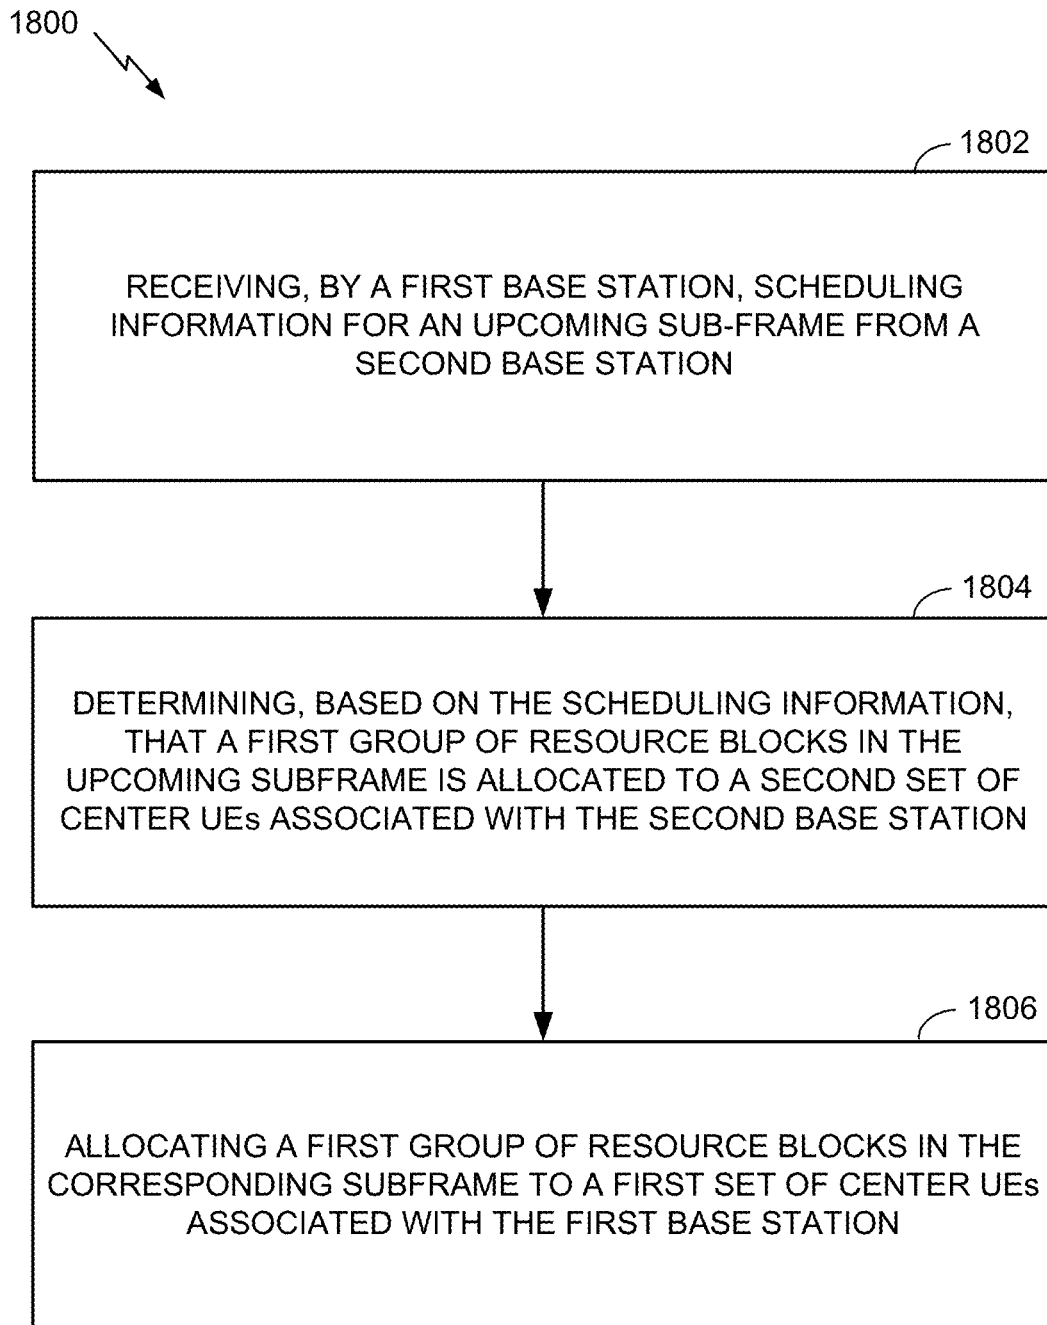 1800
1802
RECEIVING, BY A FIRST BASE STATION, SCHEDULING
INFORMATION FOR AN UPCOMING SUB-FRAME FROM A
SECOND BASE STATION
1804
DETERMINING, BASED ON THE SCHEDULING INFORMATION,
THAT A FIRST GROUP OF RESOURCE BLOCKS IN THE
UPCOMING SUBFRAME IS ALLOCATED TO A SECOND SET OF
CENTER UEs ASSOCIATED WITH THE SECOND BASE STATION
1806
ALLOCATING A FIRST GROUP OF RESOURCE BLOCKS IN THE
CORRESPONDING SUBFRAME TO A FIRST SET OF CENTER UEs
ASSOCIATED WITH THE FIRST BASE STATION